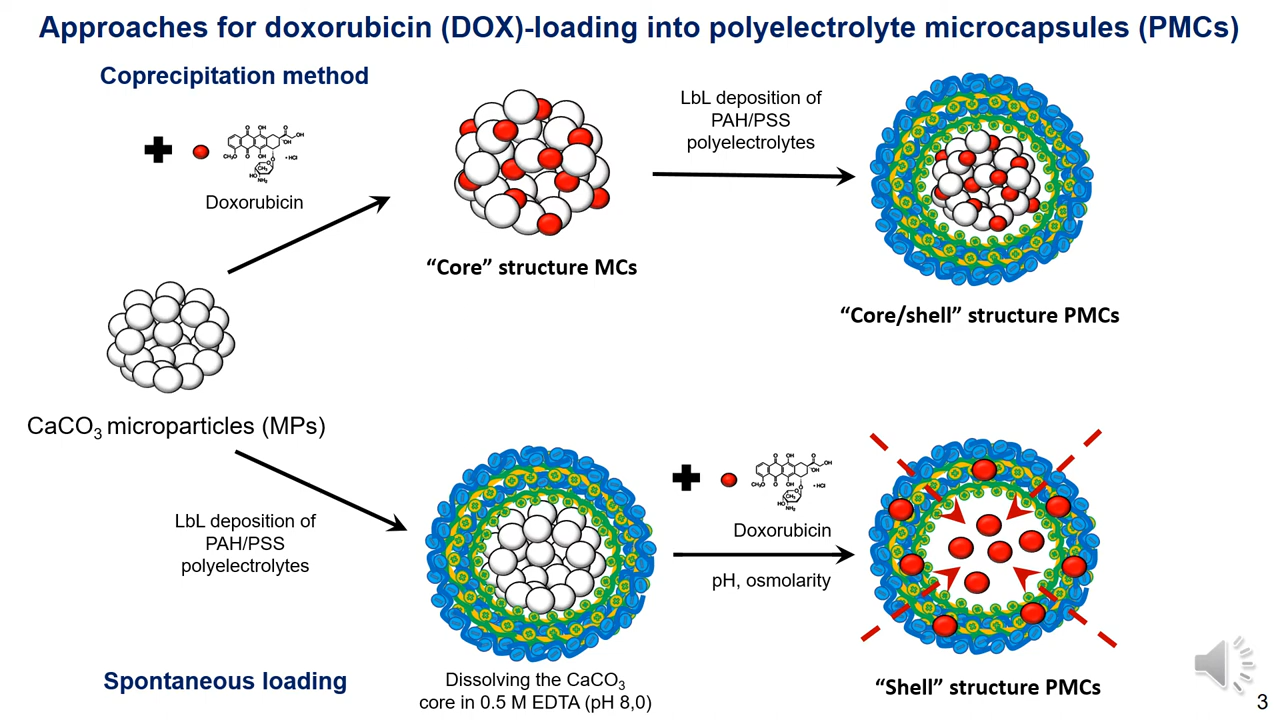 Approaches for doxorubicin (DOX)-loading into polyelectrolyte microcapsules (PMCs)
Coprecipitation method
Doxorubicin
“Core” structure MCs
LbL deposition of
PAH/PSS
polyelectrolytes
“Core/shell” structure PMCs
CaCO₃ microparticles (MPs)
LbL deposition of
PAH/PSS
polyelectrolytes
Spontaneous loading
Dissolving the CaCO₃
core in 0.5 M EDTA (pH 8,0)
Doxorubicin
pH, osmolarity
“Shell” structure PMCs
3